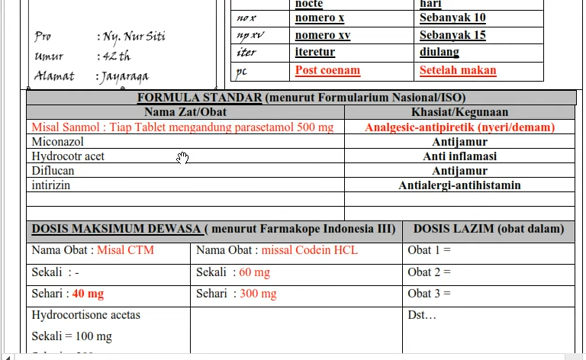 nocte hari
no x nomero x Sebanyak 10
Pro : Ny. Nur Siti np xv nomero xv Sebanyak 15
Umur : 42 th iter iteretur diulang
Alamat : Jayaraga pc Post coenam Setelah makan
FORMULA STANDAR (menurut Formularium Nasional/ISO)
Nama Zat/Obat Khasiat/Kegunaan
Misal Sanmol : Tiap Tablet mengandung parasetamol 500 mg Analgesic-antipiretik (nyeri/demam)
Miconazol Antijamur
Hydrocotr acet Anti inflamasi
Diflucan Antijamur
intirizin Antialergi-antihistamin
DOSIS MAKSIMUM DEWASA ( menurut Farmakope Indonesia III) DOSIS LAZIM (obat dalam)
Nama Obat : Misal CTM Nama Obat : missal Codein HCL Obat 1 =
Sekali : - Sekali : 60 mg Obat 2 =
Sehari : 40 mg Sehari : 300 mg Obat 3 =
Hydrocortisone acetas Dst…
Sekali = 100 mg